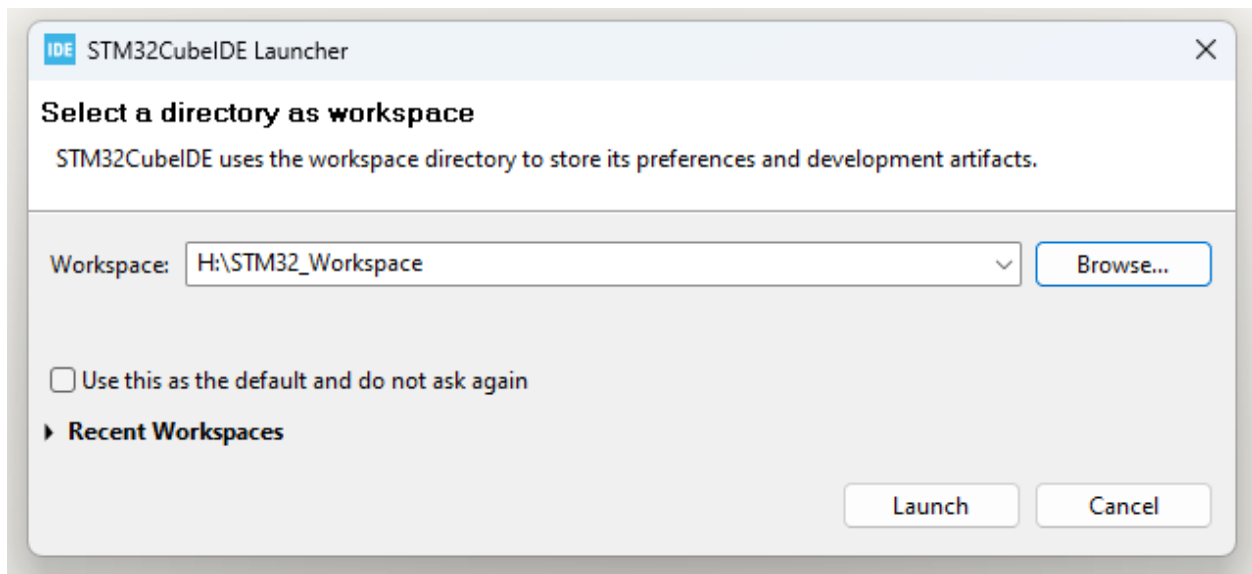 IDE STM32CubeIDE Launcher
Select a directory as workspace
STM32CubeIDE uses the workspace directory to store its preferences and development artifacts.
Workspace: H:\STM32_Workspace Browse...
Use this as the default and do not ask again
Recent Workspaces
Launch Cancel